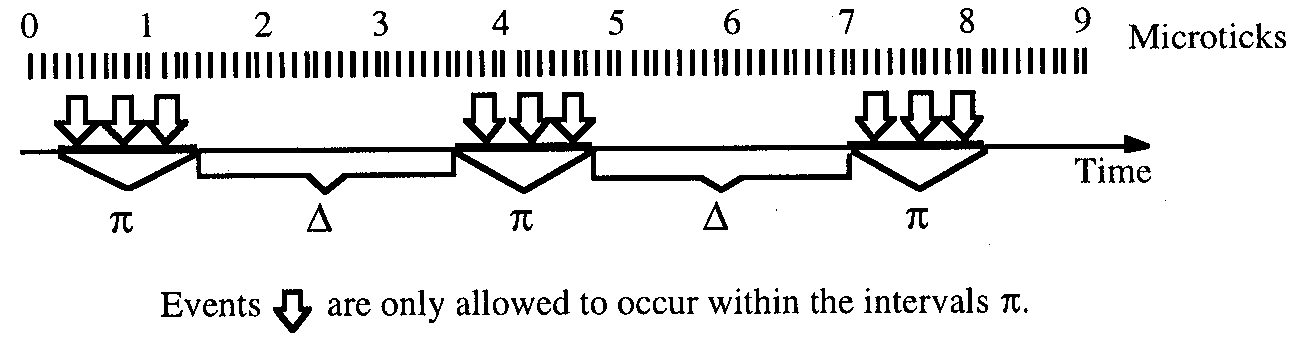 0 1 2 3 4 5 6 7 8 9 Microticks
Time
π Δ π Δ π
Events are only allowed to occur within the intervals π.